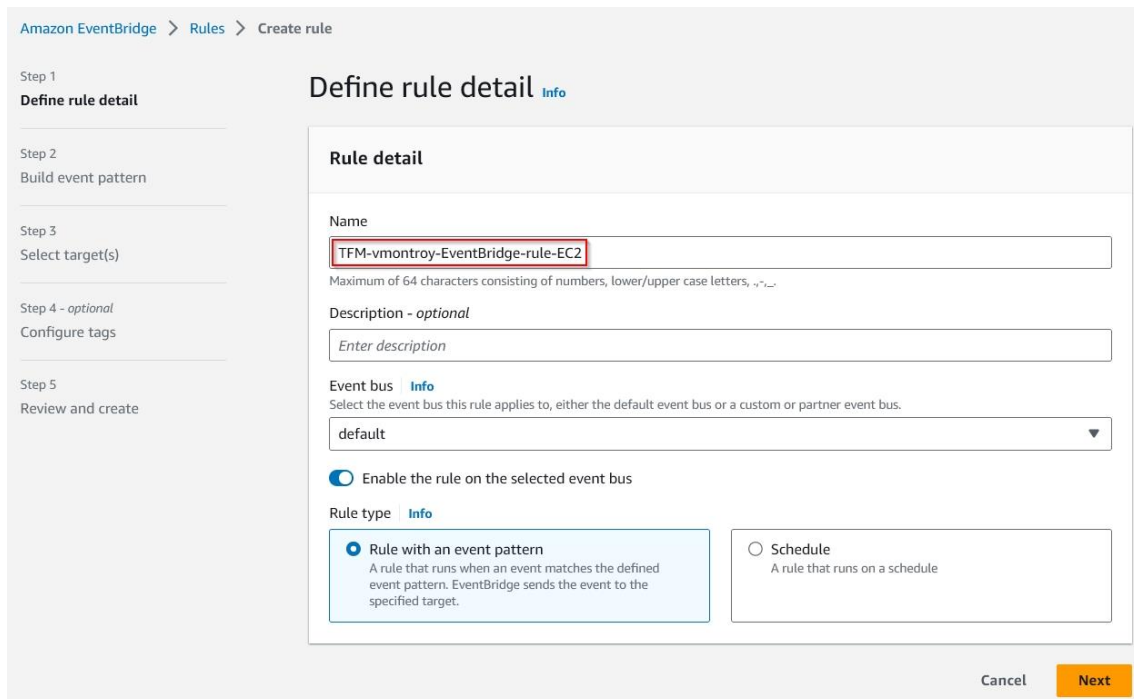 Amazon EventBridge > Rules > Create rule
Step 1
Define rule detail
Step 2
Build event pattern
Step 3
Select target(s)
Step 4 - optional
Configure tags
Step 5
Review and create
Define rule detail Info
Rule detail
Name
TFM-vmontroy-EventBridge-rule-EC2
Maximum of 64 characters consisting of numbers, lower/upper case letters, .,-,_.
Description - optional
Enter description
Event bus Info
Select the event bus this rule applies to, either the default event bus or a custom or partner event bus.
default
Enable the rule on the selected event bus
Rule type Info
Rule with an event pattern
A rule that runs when an event matches the defined
event pattern. EventBridge sends the event to the
specified target.
Schedule
A rule that runs on a schedule
Cancel Next